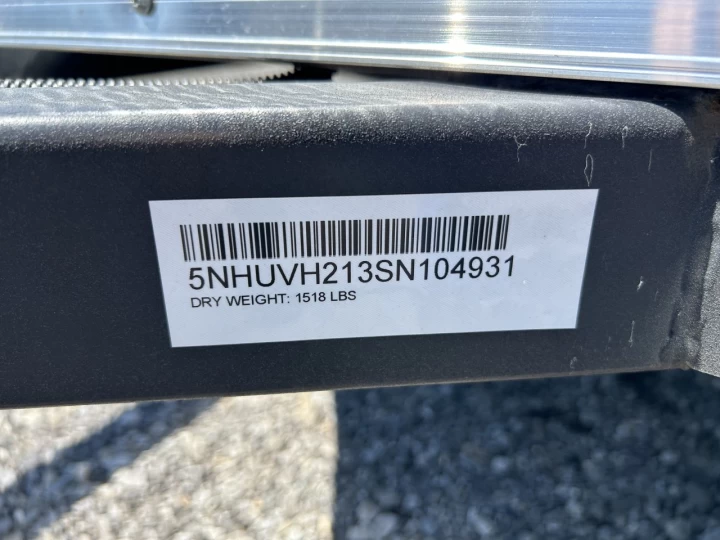 5NHUVH213SN104931
DRY WEIGHT: 1518 LBS